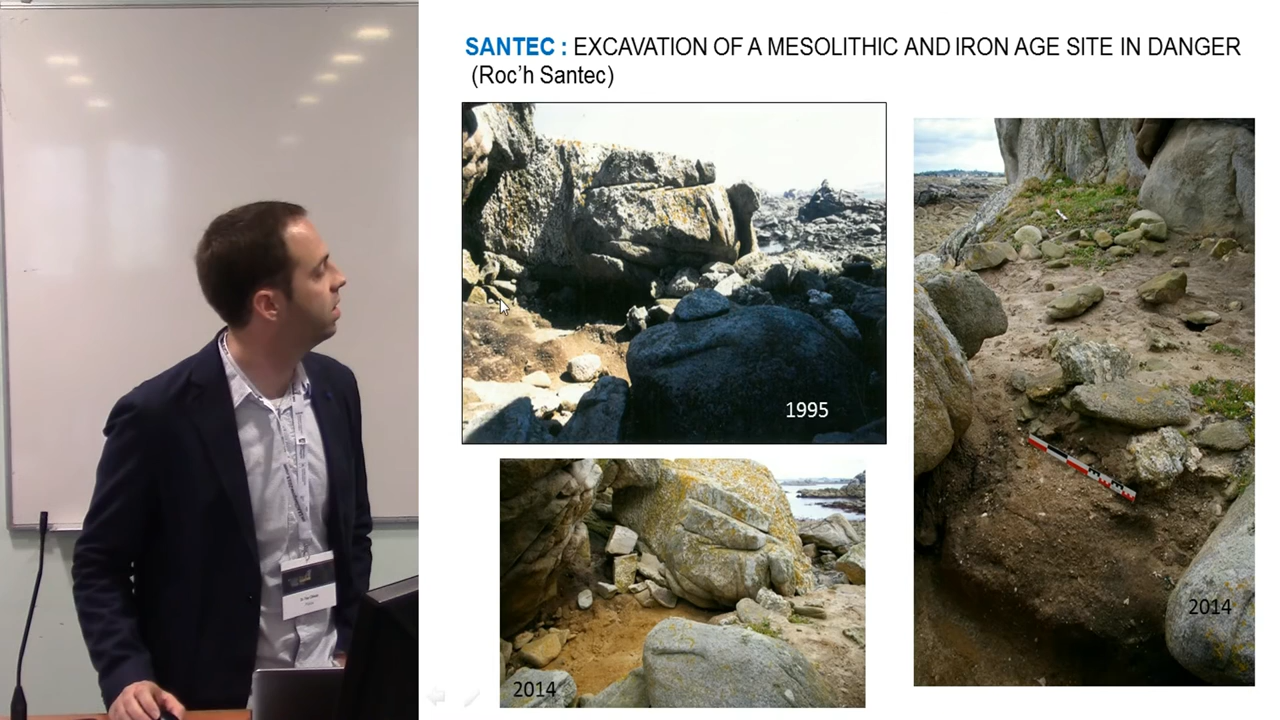 SANTEC : EXCAVATION OF A MESOLITHIC AND IRON AGE SITE IN DANGER
(Roc’h Santec)
1995
2014
2014